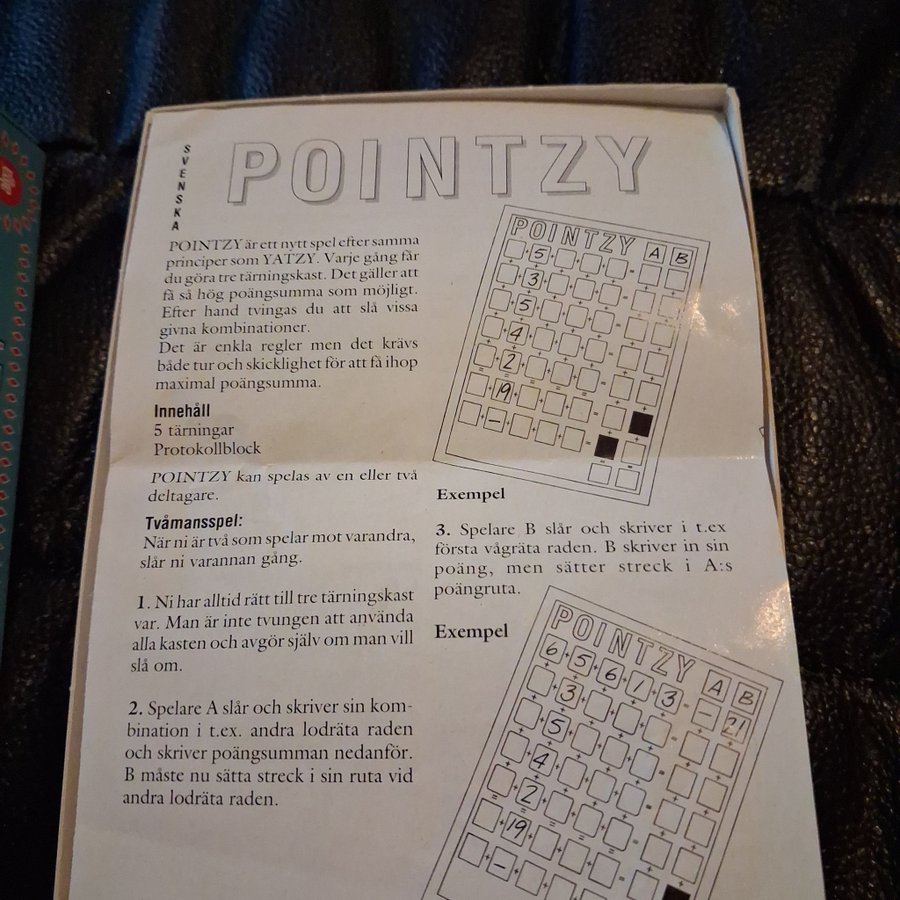 SVENSKA
POINTZY
POINTZY är ett nytt spel efter samma
principer som YATZY. Varje gång får
du göra tre tärningskast. Det gäller att
få så hög poängsumma som möjligt.
Efter hand tvingas du att slå vissa
givna kombinationer.
Det är enkla regler men det krävs
både tur och skicklighet för att få ihop
maximal poängsumma.
Innehåll
5 tärningar
Protokollblock
POINTZY kan spelas av en eller två
deltagare.
Tvåmansspel:
När ni är två som spelar mot varandra,
slår ni varannan gång.
1. Ni har alltid rätt till tre tärningskast
var. Man är inte tvungen att använda
alla kasten och avgör själv om man vill
slå om.
2. Spelare A slår och skriver sin kom-
bination i t.ex. andra lodräta raden
och skriver poängsumman nedanför.
B måste nu sätta streck i sin ruta vid
andra lodräta raden.
POINTZY A B
5
3
5
4
2
19
-
Exempel
3. Spelare B slår och skriver i t.ex
första vågräta raden. B skriver in sin
poäng, men sätter streck i A:s
poängruta.
Exempel
POINTZY A B
6+5+6+1+3=- 21
3
5
4
2
19
-